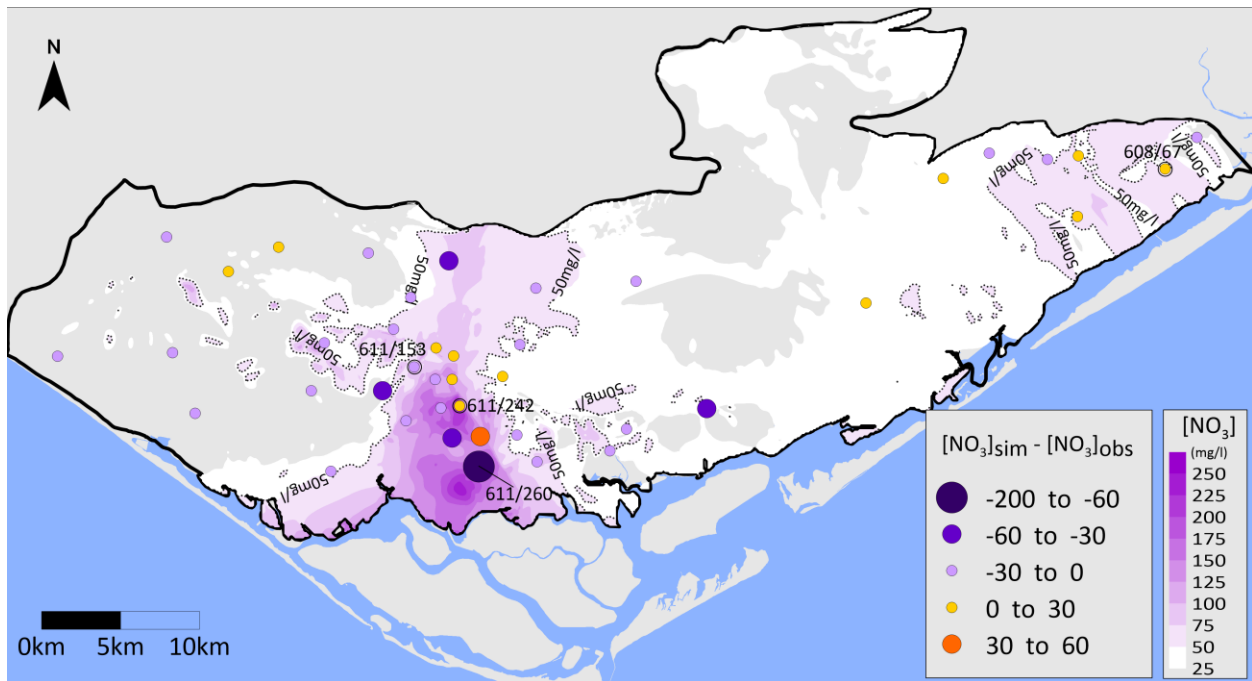 N
608/67
50mg/l
50mg/l
50mg/l
50mg/l
50mg/l
50mg/l
611/153
50mg/l
50mg/l
611/242
50mg/l
50mg/l
611/260
0km 5km 10km
[NO₃]sim - [NO₃]obs
-200 to -60
-60 to -30
-30 to 0
0 to 30
30 to 60
[NO₃]
(mg/l)
250
225
200
175
150
125
100
75
50
25